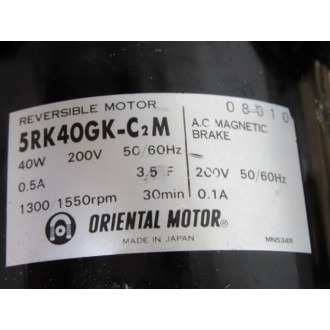 REVERSIBLE MOTOR
08010
5RK40GK-C2M
A.C MAGNETIC
BRAKE
40W 200V 50/60Hz
0.5A 3.5 F 200V 50/60Hz
1300/1550rpm 30min 0.1A
ORIENTAL MOTOR®
MADE IN JAPAN
MN5348